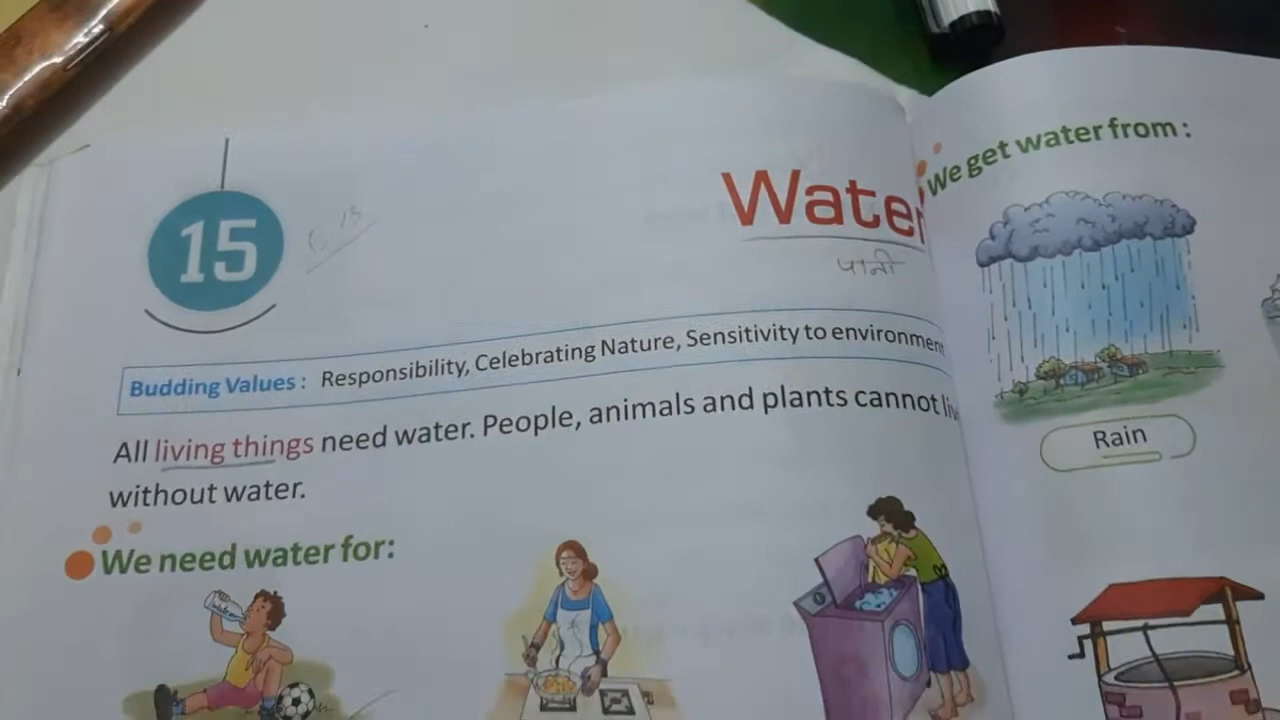 15
Water
पानी
Budding Values : Responsibility, Celebrating Nature, Sensitivity to environment
All living things need water. People, animals and plants cannot
without water.
We need water for:
We get water from :
Rain